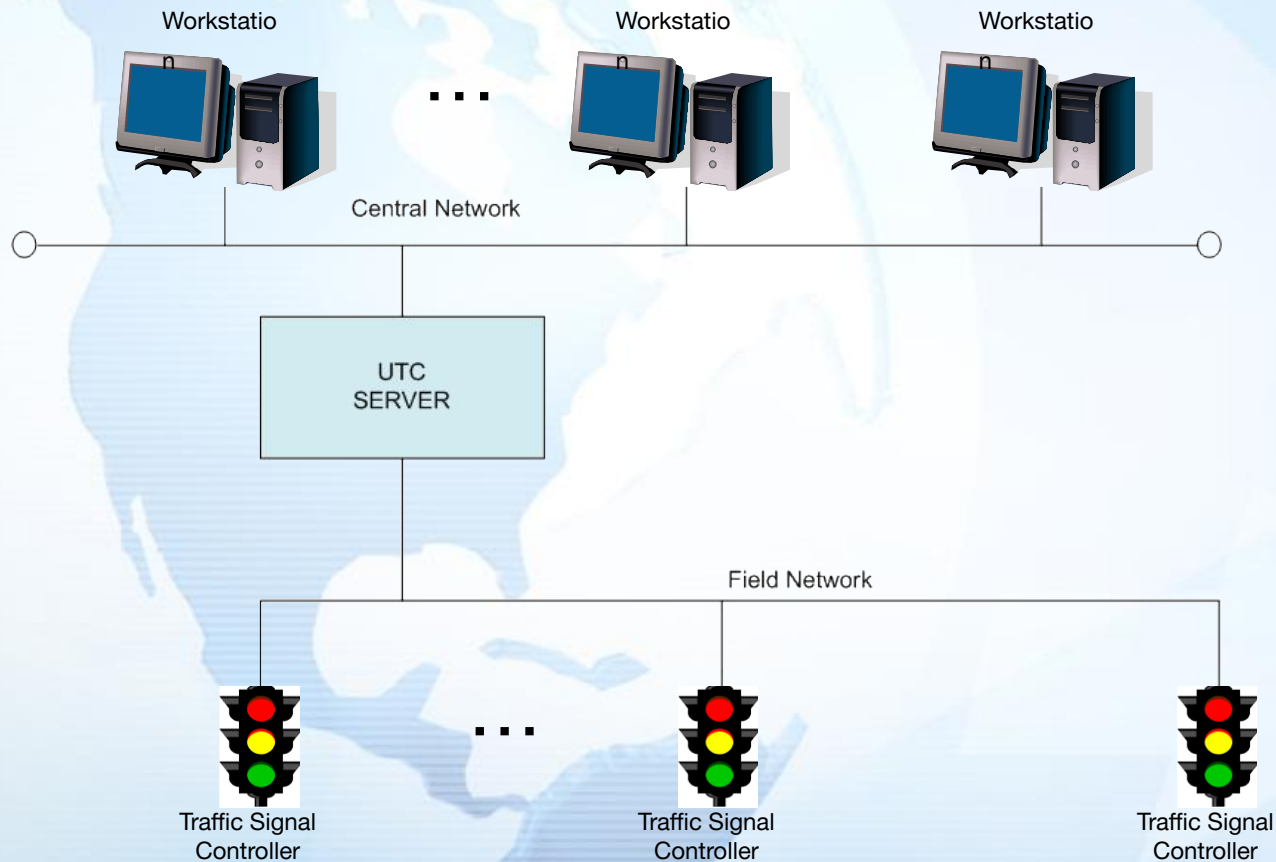 Workstatio
Workstatio
Workstatio
n
n
n
...
Central Network
UTC
SERVER
Field Network
...
Traffic Signal
Controller
Traffic Signal
Controller
Traffic Signal
Controller